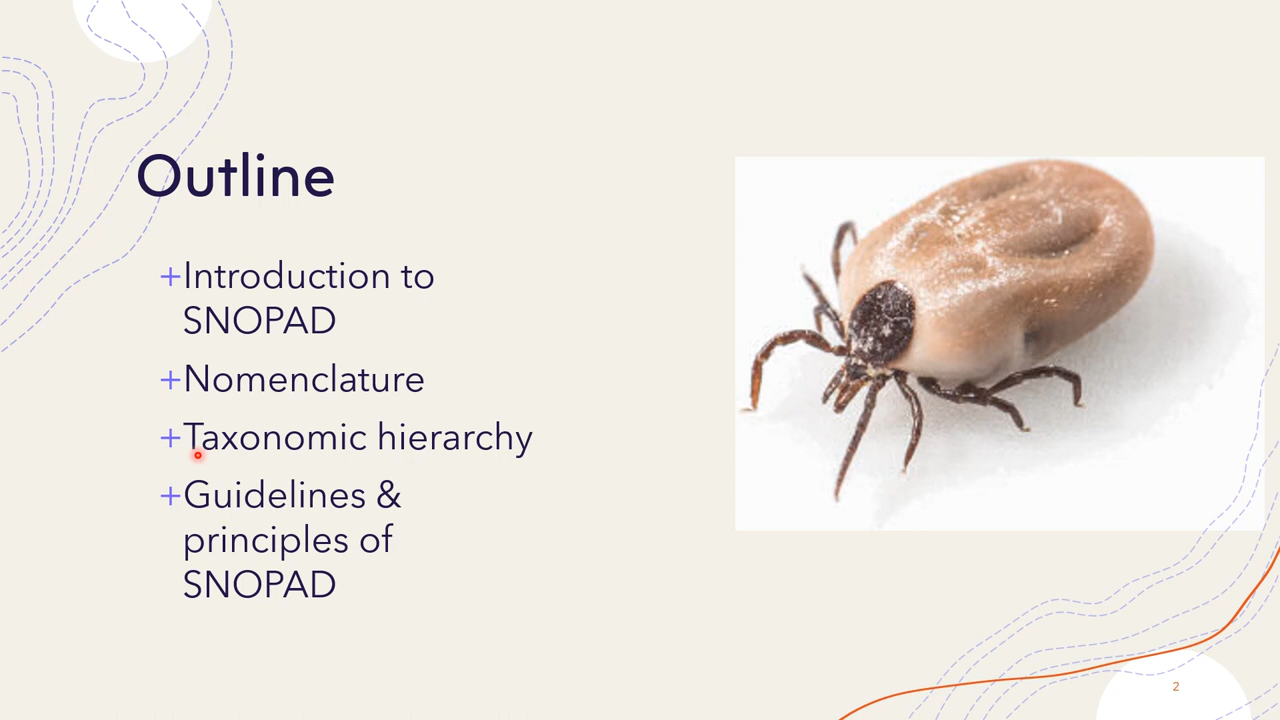 Outline
+Introduction to
SNOPAD
+Nomenclature
+Taxonomic hierarchy
+Guidelines &
principles of
SNOPAD
2